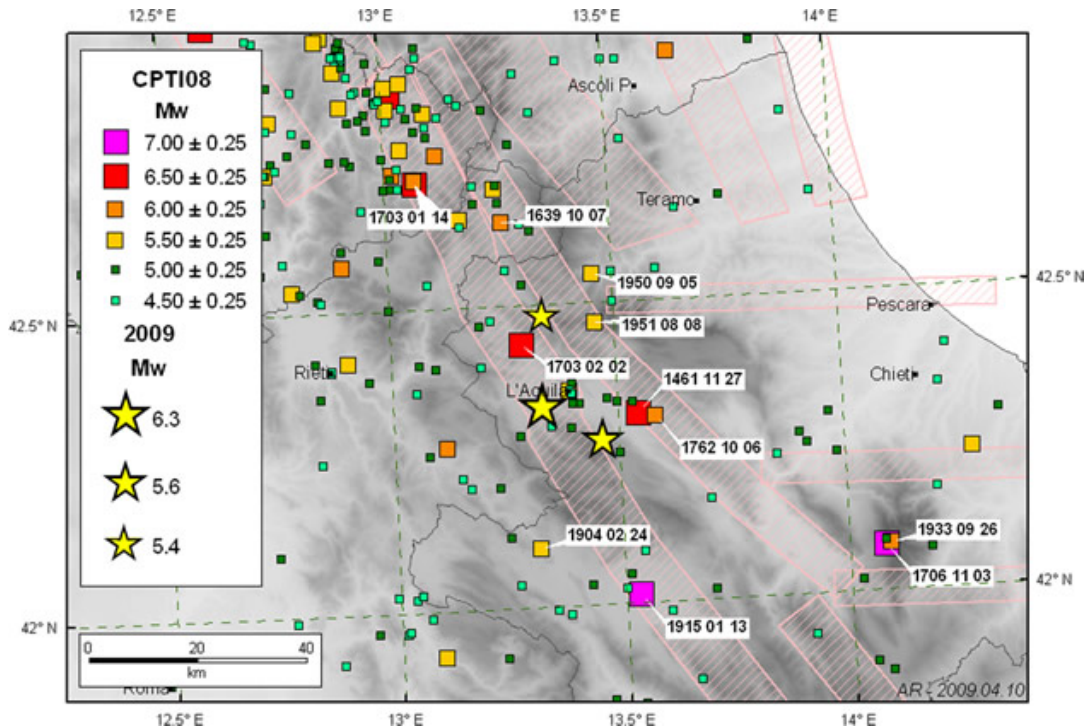 12.5° E
13° E
13.5° E
14° E
CPTI08
Mw
7.00 ± 0.25
6.50 ± 0.25
6.00 ± 0.25
5.50 ± 0.25
5.00 ± 0.25
4.50 ± 0.25
2009
Mw
6.3
5.6
5.4
Ascoli P
1703 01 14
1639 10 07
Teramo
1950 09 05
42.5° N
Pescara
42.5° N
1951 08 08
Rieti
1703 02 02
L'Aquila
1461 11 27
Chieti
1762 10 06
1904 02 24
1933 09 26
1706 11 03
42° N
1915 01 13
42° N
0 20 40
km
Roma
AR - 2009.04.10
12.5° E
13° E
13.5° E
14° E